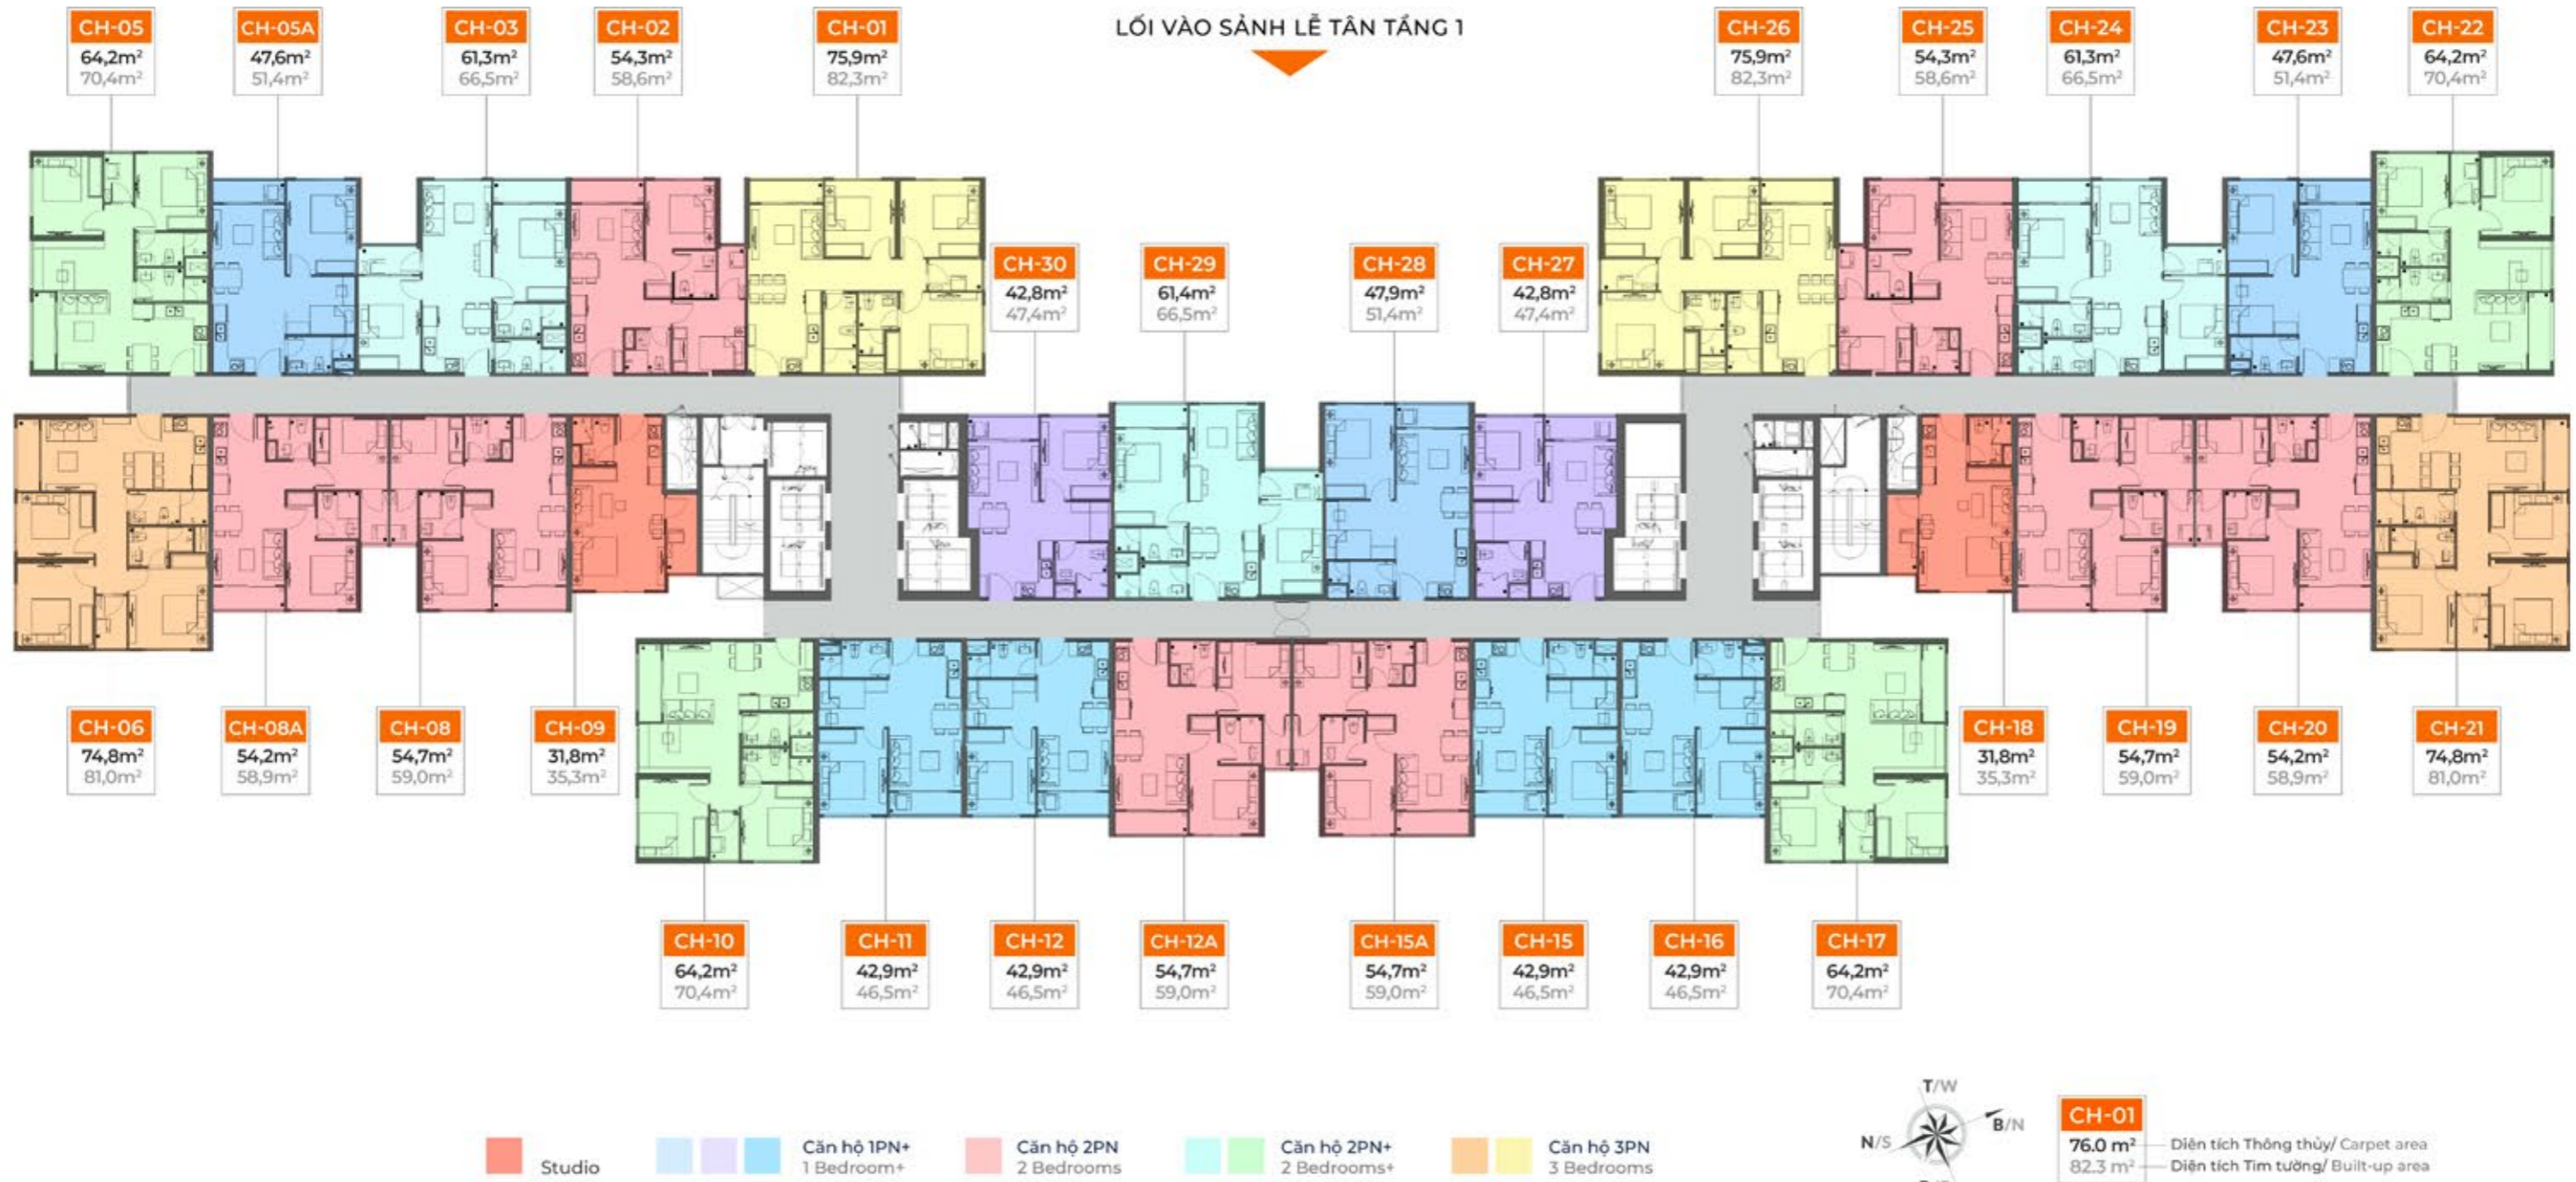 LỐI VÀO SẢNH LỄ TÂN TẦNG 1
CH-05
64,2m²
70,4m²
CH-05A
47,6m²
51,4m²
CH-03
61,3m²
66,5m²
CH-02
54,3m²
58,6m²
CH-01
75,9m²
82,3m²
CH-26
75,9m²
82,3m²
CH-25
54,3m²
58,6m²
CH-24
61,3m²
66,5m²
CH-23
47,6m²
51,4m²
CH-22
64,2m²
70,4m²
CH-30
42,8m²
47,4m²
CH-29
61,4m²
66,5m²
CH-28
47,9m²
51,4m²
CH-27
42,8m²
47,4m²
CH-06
74,8m²
81,0m²
CH-08A
54,2m²
58,9m²
CH-08
54,7m²
59,0m²
CH-09
31,8m²
35,3m²
CH-18
31,8m²
35,3m²
CH-19
54,7m²
59,0m²
CH-20
54,2m²
58,9m²
CH-21
74,8m²
81,0m²
CH-10
64,2m²
70,4m²
CH-11
42,9m²
46,5m²
CH-12
42,9m²
46,5m²
CH-12A
54,7m²
59,0m²
CH-15A
54,7m²
59,0m²
CH-15
42,9m²
46,5m²
CH-16
42,9m²
46,5m²
CH-17
64,2m²
70,4m²
Studio
Căn hộ 1PN+
1 Bedroom+
Căn hộ 2PN
2 Bedrooms
Căn hộ 2PN+
2 Bedrooms+
Căn hộ 3PN
3 Bedrooms
T/W
B/N
N/S
CH-01
76.0 m² Diện tích Thông thủy/ Carpet area
82.3 m² Diện tích Tim tường/ Built-up area